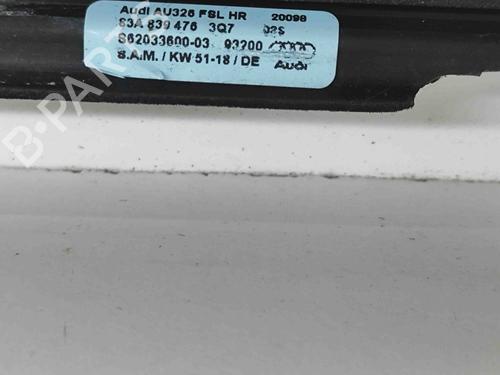 Audi AU326 FSL HR 20098
83A 839 476 3Q7 02S
S62033600-03 93200
S.A.M. / KW 51-18 / DE Audi
B-PARTS